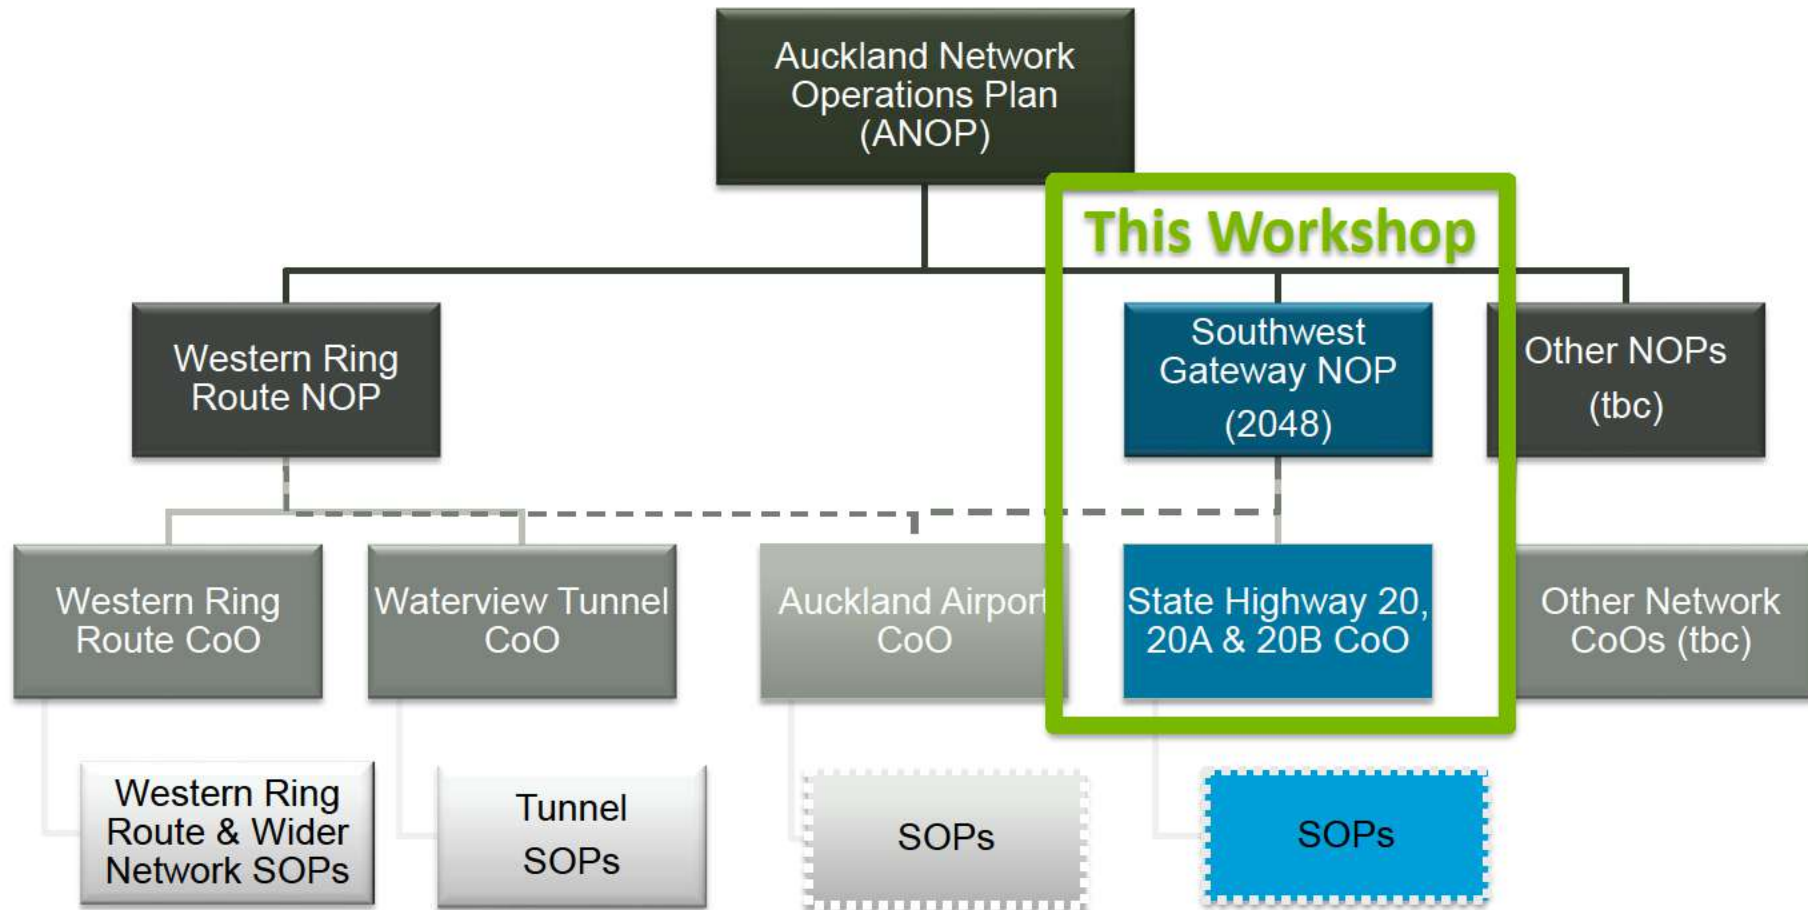 Auckland Network
Operations Plan
(ANOP)
This Workshop
Western Ring
Route NOP
Southwest
Gateway NOP
(2048)
Other NOPs
(tbc)
Western Ring
Route CoO
Waterview Tunnel
CoO
Auckland Airport
CoO
State Highway 20,
20A & 20B CoO
Other Network
CoOs (tbc)
Western Ring
Route & Wider
Network SOPs
Tunnel
SOPs
SOPs
SOPs